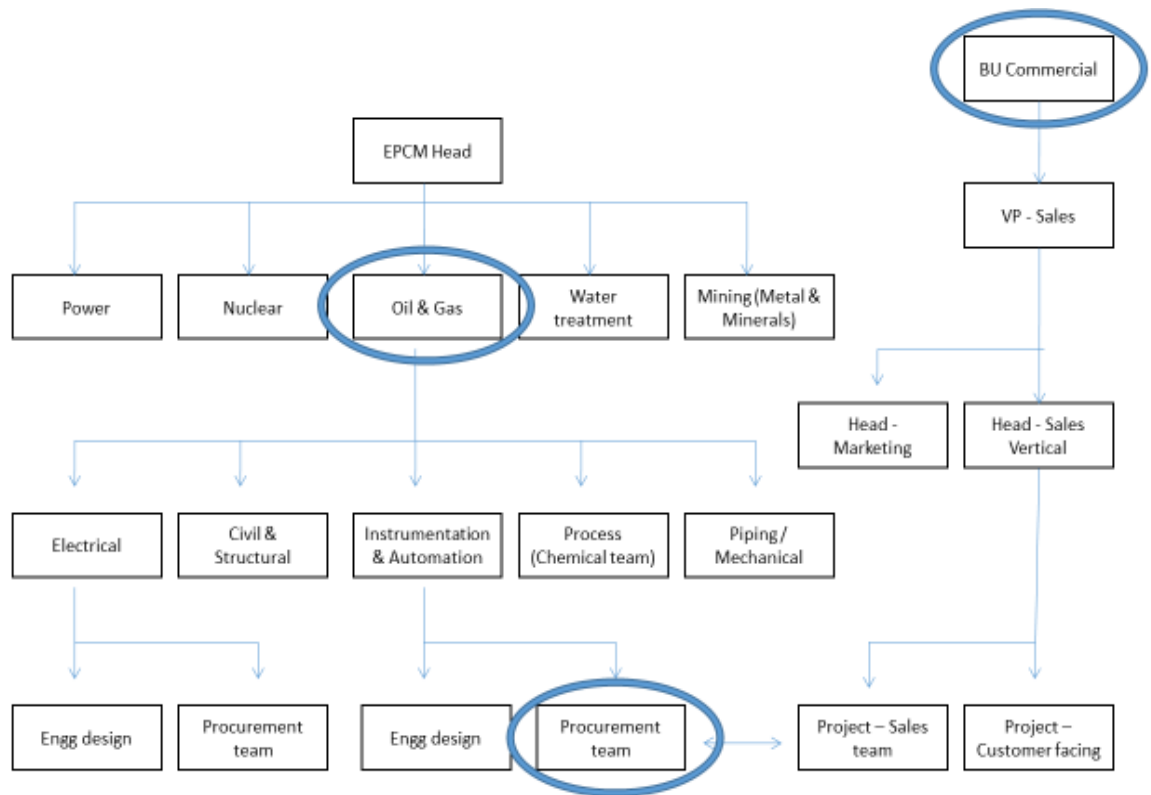 BU Commercial
EPCM Head
VP - Sales
Power
Nuclear
Oil & Gas
Water
treatment
Mining (Metal &
Minerals)
Head -
Marketing
Head - Sales
Vertical
Electrical
Civil &
Structural
Instrumentation
& Automation
Process
(Chemical team)
Piping /
Mechanical
Engg design
Procurement
team
Engg design
Procurement
team
Project – Sales
team
Project –
Customer facing